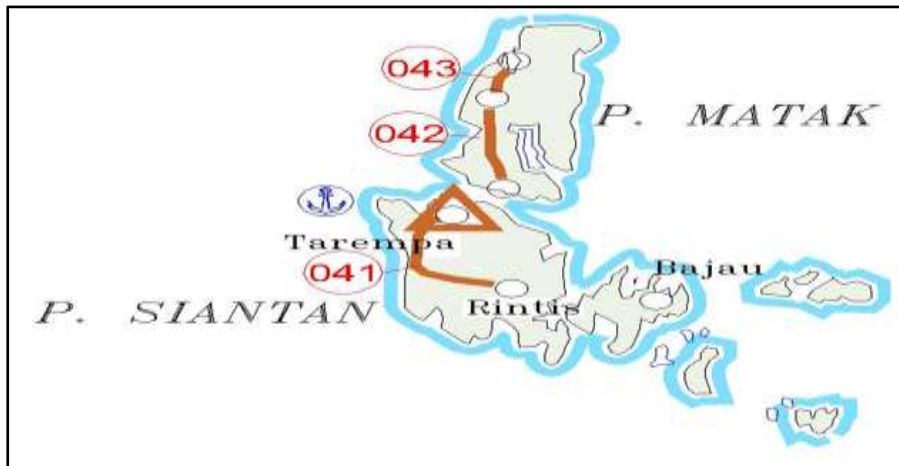 043
P. MATAK
042
Tarempa
041
Bajau
Rintis
P. SIANTAN